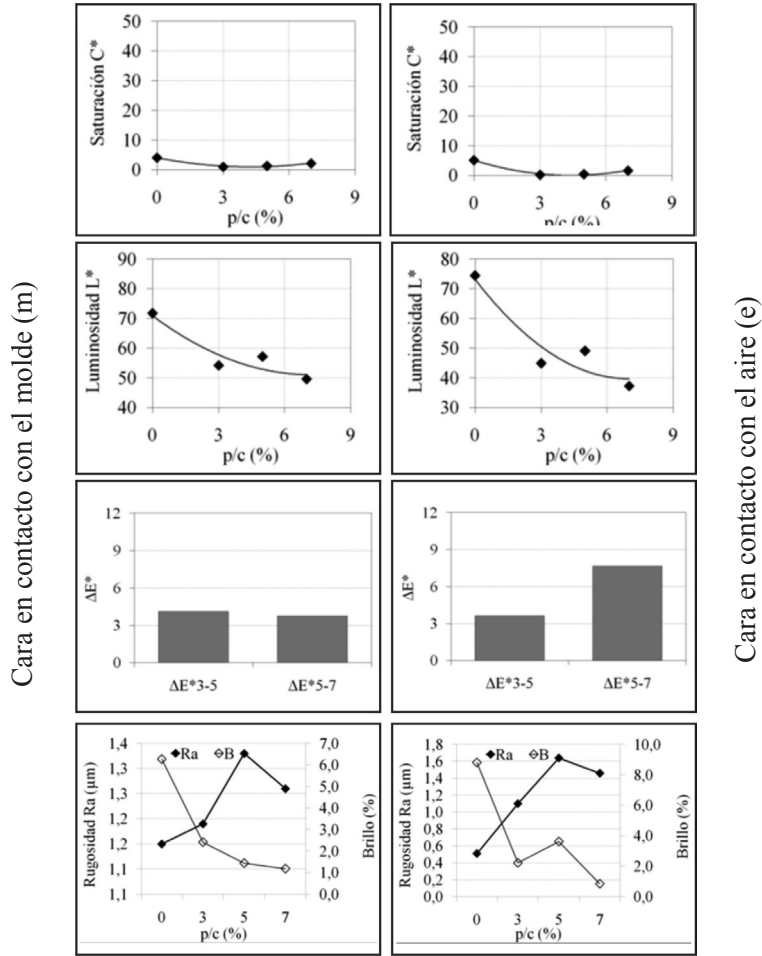 Cara en contacto con el molde (m)
Saturación C*
50
40
30
20
10
0
0 3 6 9
p/c (%)
Saturación C*
50
40
30
20
10
0
0 3 6 9
p/c (%)
Luminosidad L*
90
80
70
60
50
40
0 3 6 9
p/c (%)
Luminosidad L*
80
70
60
50
40
30
0 3 6 9
p/c (%)
ΔE*
12
9
6
3
0
ΔE*3-5 ΔE*5-7
ΔE*
12
9
6
3
0
ΔE*3-5 ΔE*5-7
Rugosidad Ra (µm)
1,4
1,3
1,3
1,2
1,2
1,1
1,1
Ra B
7,0
6,0
5,0
4,0
3,0
2,0
1,0
0,0
Brillo (%)
0 3 5 7
p/c (%)
Rugosidad Ra (µm)
1,8
1,6
1,4
1,2
1,0
0,8
0,6
0,4
0,2
0,0
Ra B
10,0
8,0
6,0
4,0
2,0
0,0
Brillo (%)
0 3 5 7
p/c (%)
Cara en contacto con el aire (e)